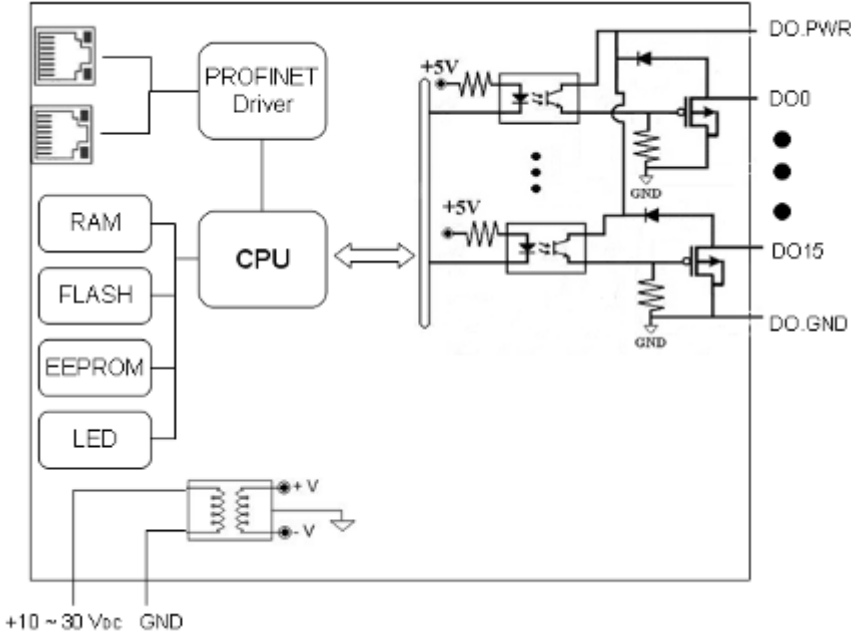 DO.PWR
PROFINET
Driver
+5V
DO0
GND
RAM
+5V
CPU
DO15
FLASH
GND
DO.GND
EEPROM
LED
+ V
- V
+10 ~ 30 VDC GND